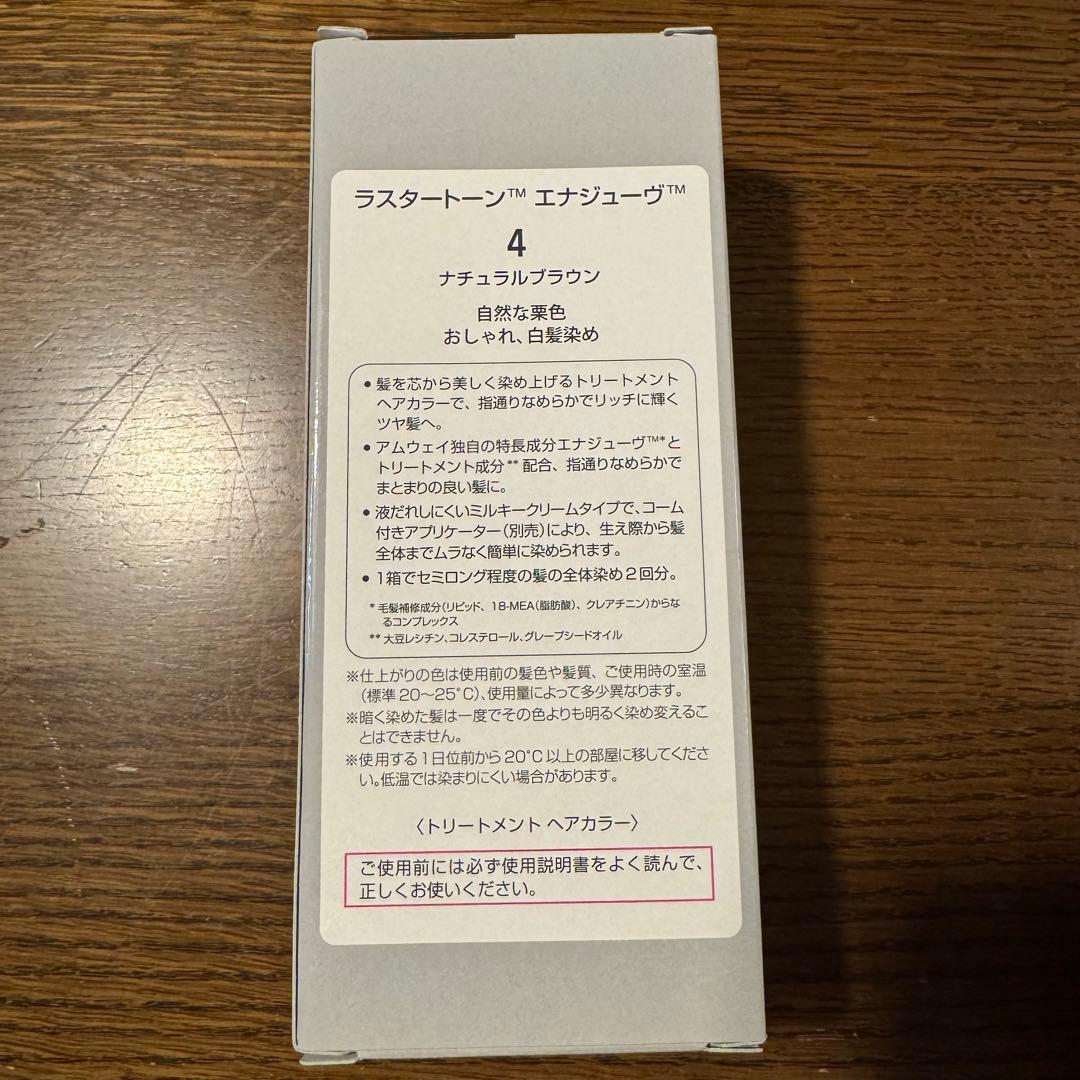 ラスタートーン™ エナジューヴ™
4
ナチュラルブラウン
自然な栗色
おしゃれ、白髪染め
● 髪を芯から美しく染め上げるトリートメント
ヘアカラーで、指通りなめらかでリッチに輝く
ツヤ髪へ。
● アムウェイ独自の特長成分エナジューヴ™*と
トリートメント成分**配合、指通りなめらかで
まとまりの良い髪に。
● 液だれしにくいミルキークリームタイプで、コーム
付きアプリケーター(別売)により、生え際から髪
全体までムラなく簡単に染められます。
● 1箱でセミロング程度の髪の全体染め2回分。
* 毛髪補修成分(リピッド、18-MEA(脂肪酸)、クレアチニン)からな
るコンプレックス
** 大豆レシチン、コレステロール、グレープシードオイル
※仕上がりの色は使用前の髪色や髪質、ご使用時の室温
(標準20〜25°C)、使用量によって多少異なります。
※暗く染めた髪は一度でその色よりも明るく染め変えるこ
とはできません。
※使用する1日位前から20°C以上の部屋に移してくださ
い。低温では染まりにくい場合があります。
〈トリートメント ヘアカラー〉
ご使用前には必ず使用説明書をよく読んで、
正しくお使いください。